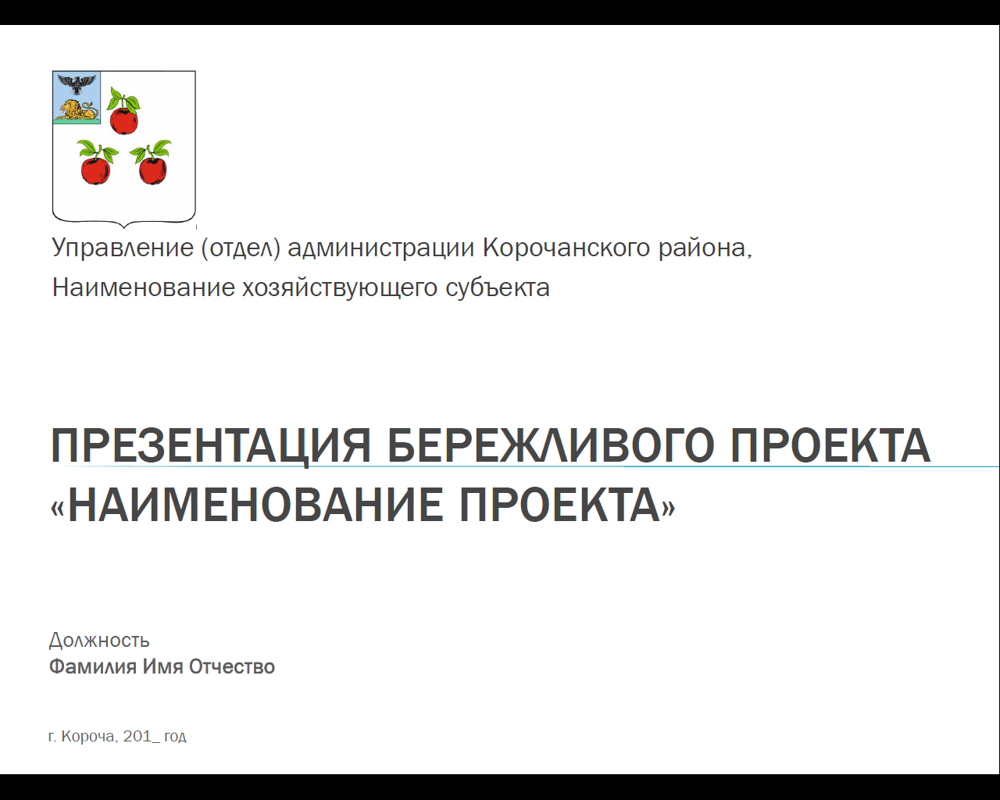 Управление (отдел) администрации Корочанского района,
Наименование хозяйствующего субъекта
ПРЕЗЕНТАЦИЯ БЕРЕЖЛИВОГО ПРОЕКТА
«НАИМЕНОВАНИЕ ПРОЕКТА»
Должность
Фамилия Имя Отчество
г. Короча, 201_ год